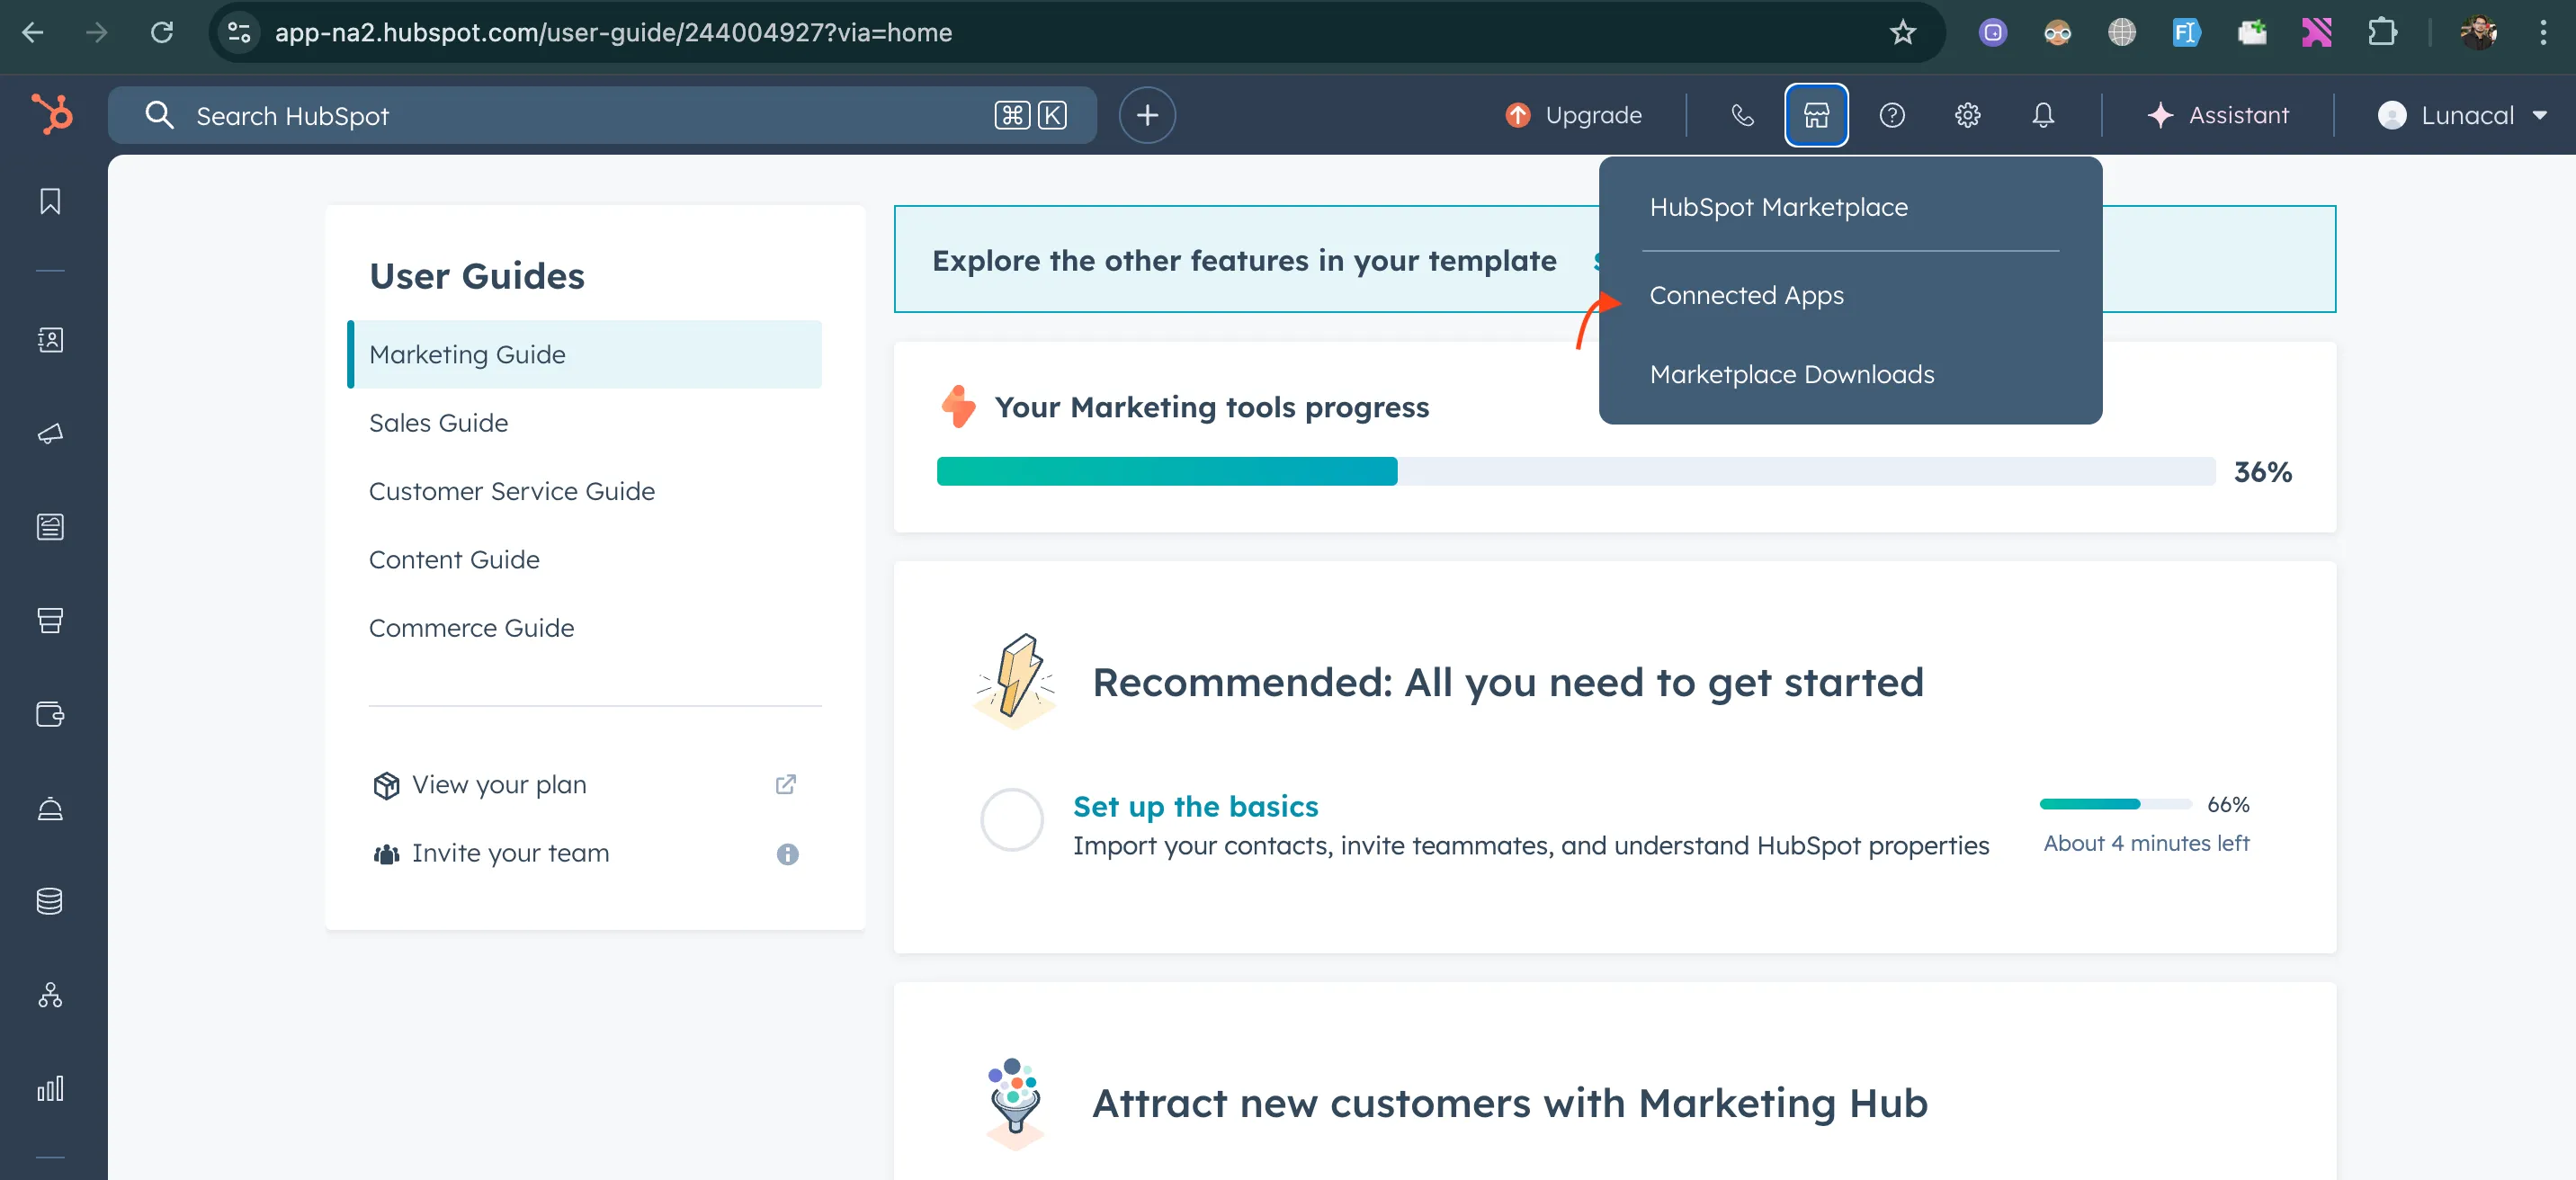 app-na2.hubspot.com/user-guide/244004927?via=home
Search HubSpot
⌘ K
Upgrade
Assistant
Lunacal
HubSpot Marketplace
Connected Apps
Marketplace Downloads
User Guides
Marketing Guide
Sales Guide
Customer Service Guide
Content Guide
Commerce Guide
View your plan
Invite your team
Explore the other features in your template
Your Marketing tools progress
36%
Recommended: All you need to get started
Set up the basics
66%
Import your contacts, invite teammates, and understand HubSpot properties
About 4 minutes left
Attract new customers with Marketing Hub